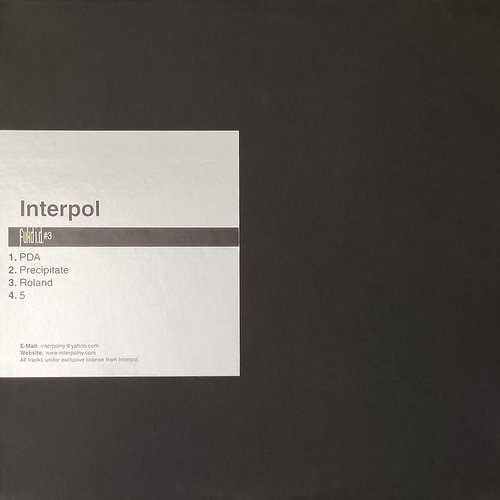 Interpol
fukd i.d. #3
1. PDA
2. Precipitate
3. Roland
4. 5
E-Mail: interpolny@yahoo.com
Website: www.interpolny.com
All tracks under exclusive license from Interpol